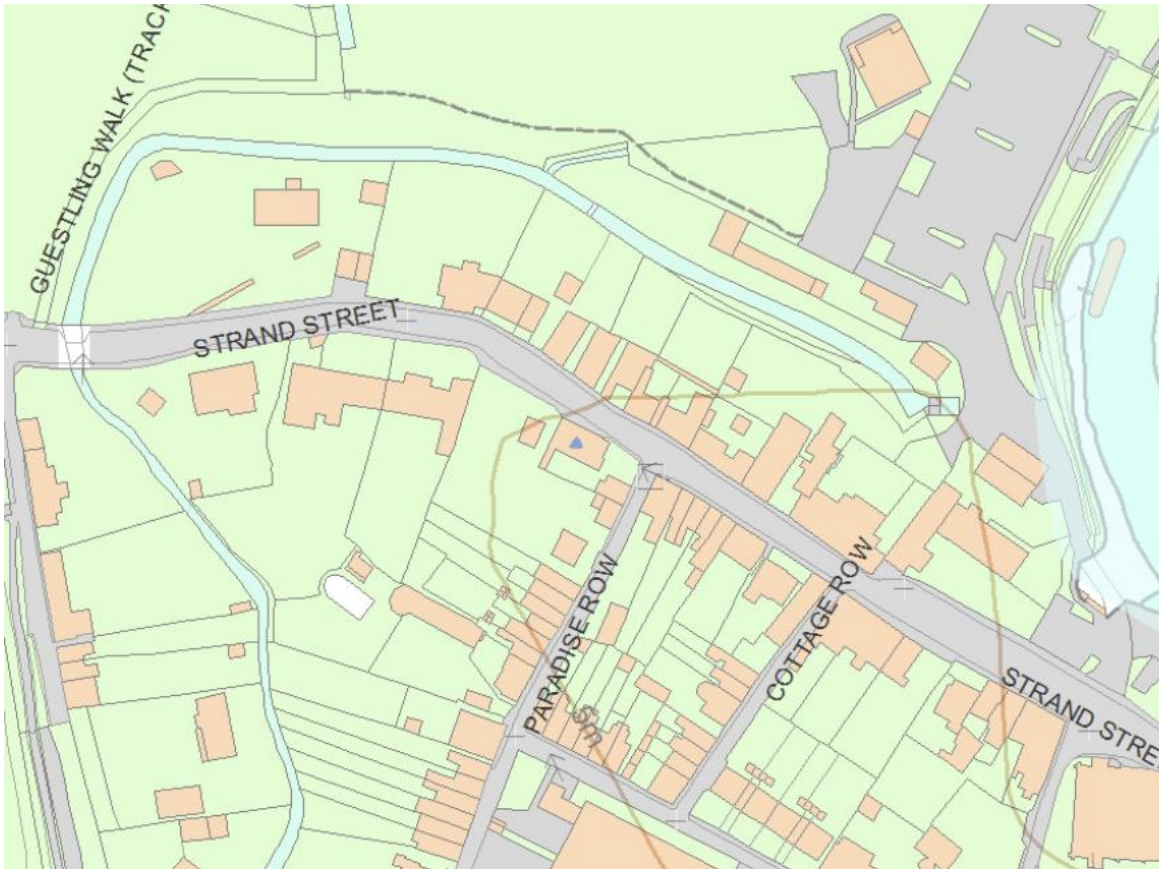 GUESTLING WALK (TRACK
STRAND STREET
PARADISE ROW
COTTAGE ROW
STRAND STRE
5m